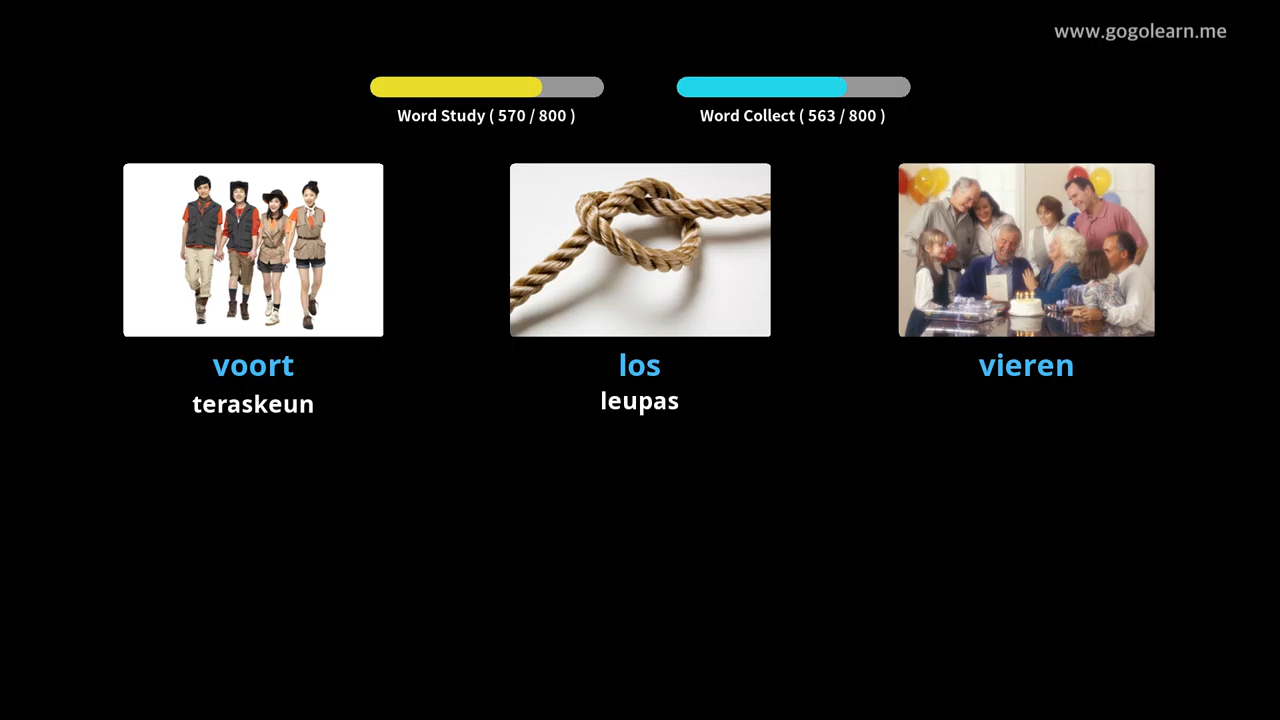 www.gogolearn.me
Word Study ( 570 / 800 )
Word Collect ( 563 / 800 )
voort
los
vieren
teraskeun
leupas